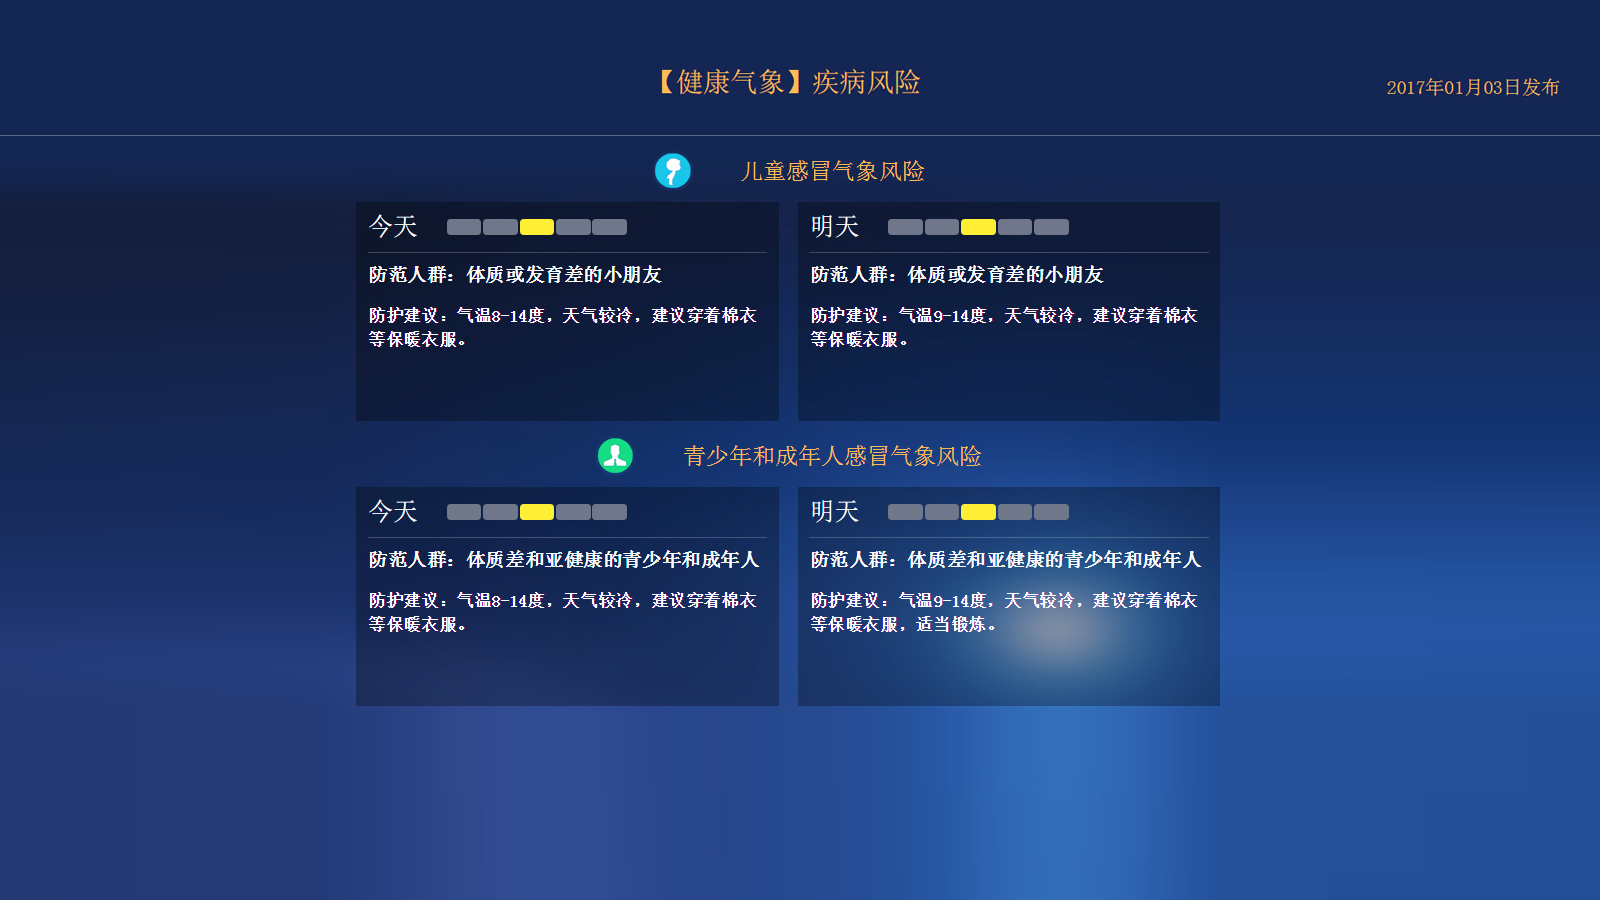 【健康气象】疾病风险
2017年01月03日发布
儿童感冒气象风险
今天
防范人群：体质或发育差的小朋友
防护建议：气温8-14度，天气较冷，建议穿着棉衣
等保暖衣服。
明天
防范人群：体质或发育差的小朋友
防护建议：气温9-14度，天气较冷，建议穿着棉衣
等保暖衣服。
青少年和成年人感冒气象风险
今天
防范人群：体质差和亚健康的青少年和成年人
防护建议：气温8-14度，天气较冷，建议穿着棉衣
等保暖衣服。
明天
防范人群：体质差和亚健康的青少年和成年人
防护建议：气温9-14度，天气较冷，建议穿着棉衣
等保暖衣服，适当锻炼。